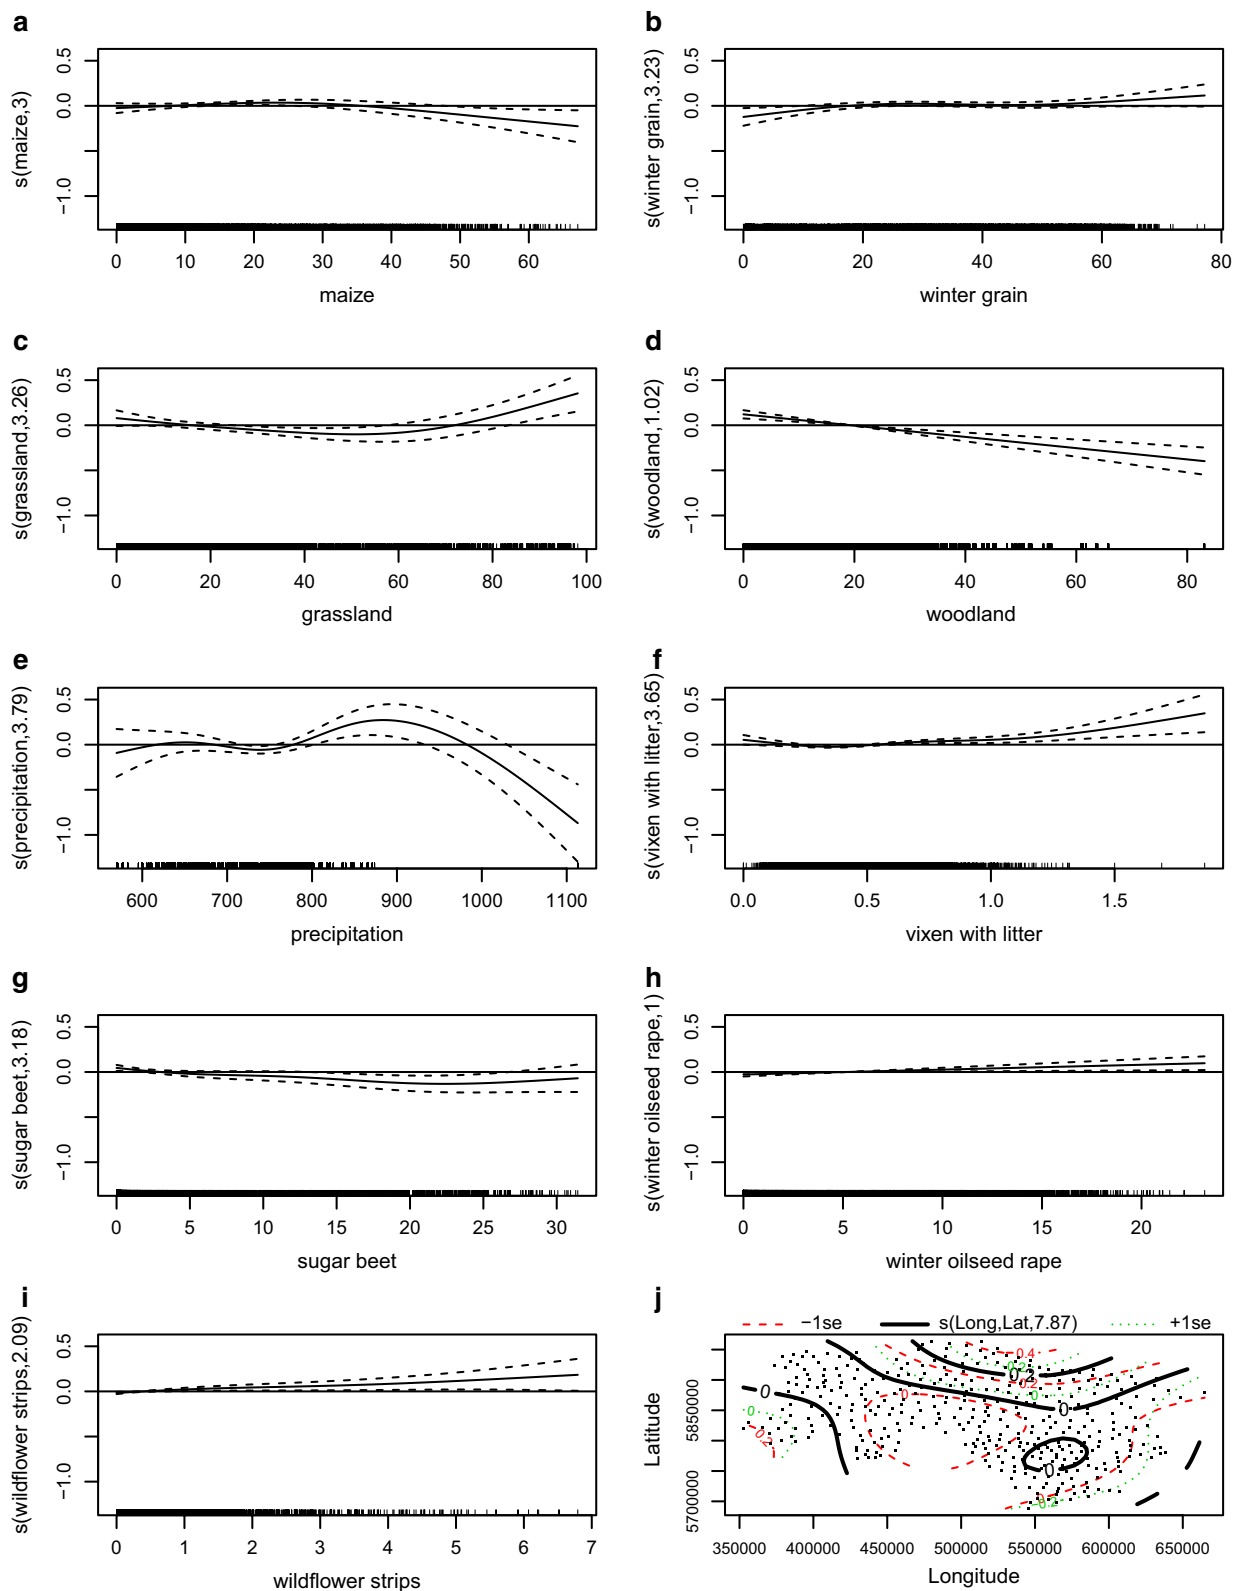 a
s(maize,3)
0.5
0.0
−1.0
0 10 20 30 40 50 60
maize
b
s(winter grain,3.23)
0.5
0.0
−1.0
0 20 40 60 80
winter grain
c
s(grassland,3.26)
0.5
0.0
−1.0
0 20 40 60 80 100
grassland
d
s(woodland,1.02)
0.5
0.0
−1.0
0 20 40 60 80
woodland
e
s(precipitation,3.79)
0.5
0.0
−1.0
600 700 800 900 1000 1100
precipitation
f
s(vixen with litter,3.65)
0.5
0.0
−1.0
0.0 0.5 1.0 1.5
vixen with litter
g
s(sugar beet,3.18)
0.5
0.0
−1.0
0 5 10 15 20 25 30
sugar beet
h
s(winter oilseed rape,1)
0.5
0.0
−1.0
0 5 10 15 20
winter oilseed rape
i
s(wildflower strips,2.09)
0.5
0.0
−1.0
0 1 2 3 4 5 6 7
wildflower strips
j
−1se s(Long,Lat,7.87) +1se
Latitude
5850000
5700000
0
0
0
0
0
0
350000 400000 450000 500000 550000 600000 650000
Longitude